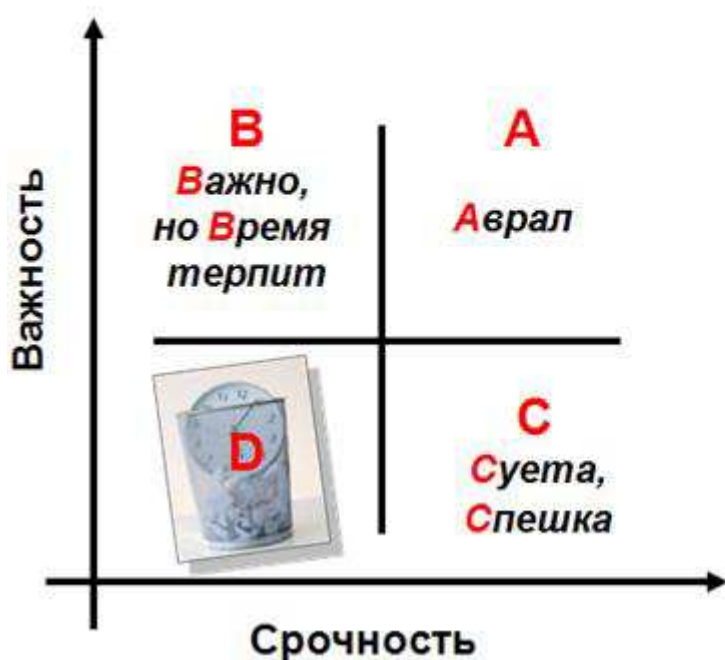 Важность
В
Важно,
но Время
терпит
А
Аврал
D
С
Суета,
Спешка
Срочность